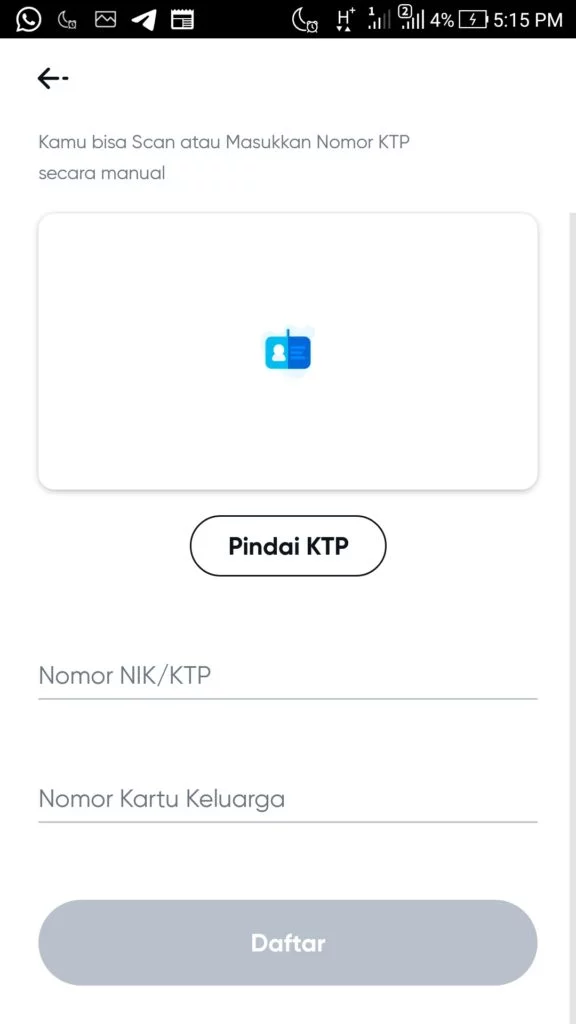 H+ 1 2 4% 5:15 PM
Kamu bisa Scan atau Masukkan Nomor KTP
secara manual
Pindai KTP
Nomor NIK/KTP
Nomor Kartu Keluarga
Daftar